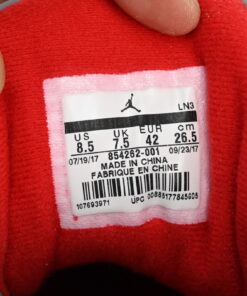 LN3
US UK EUR cm
8.5 7.5 42 26.5
07/19/17 854262-001 09/23/17
MADE IN CHINA
FABRIQUE EN CHINE
107693971
UPC 00885177845605